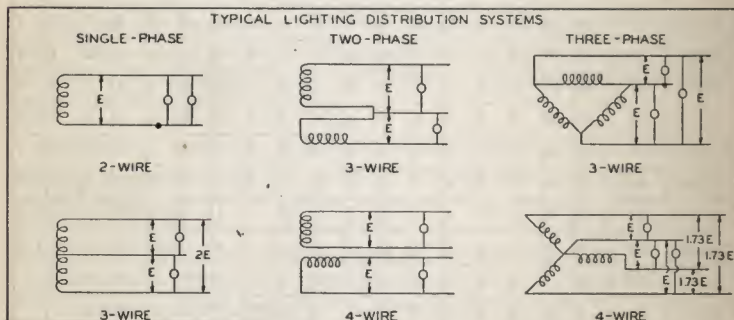 TYPICAL LIGHTING DISTRIBUTION SYSTEMS
SINGLE-PHASE TWO-PHASE THREE-PHASE
E E E E E
E
2-WIRE 3-WIRE 3-WIRE
E E E 1.73E
2E E 1.73E
E E E 1.73E
3-WIRE 4-WIRE 4-WIRE